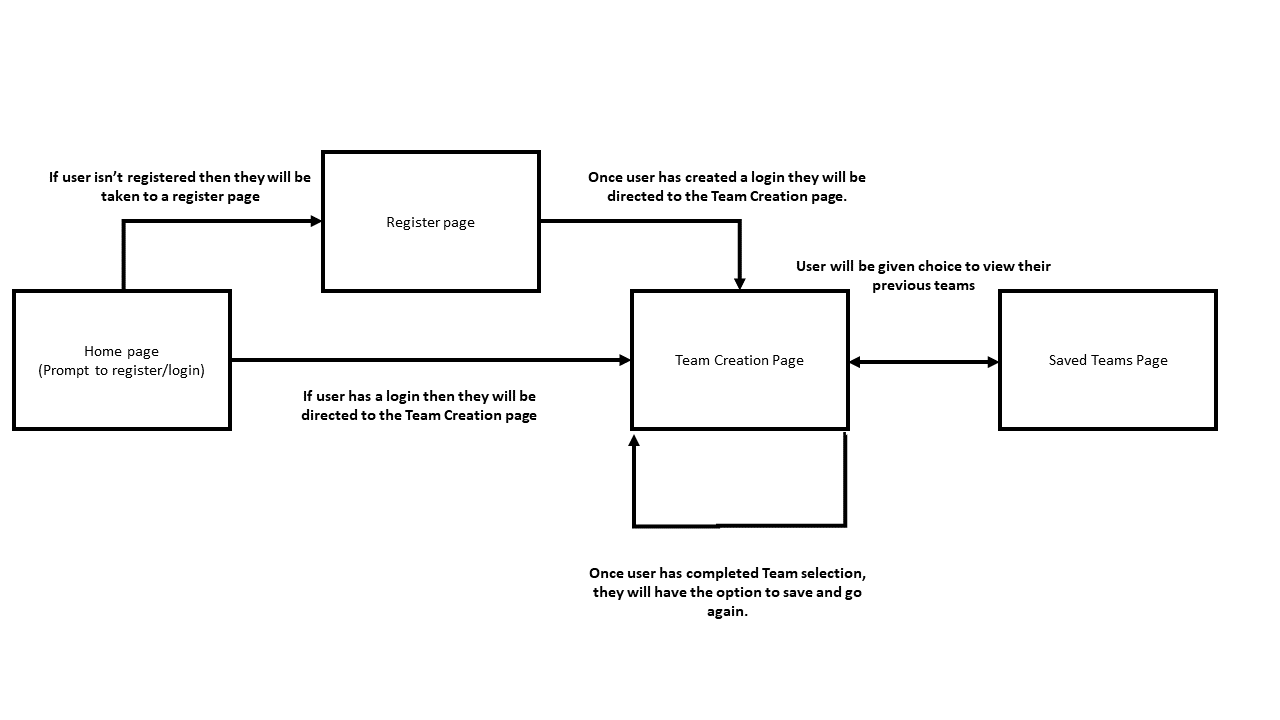 If user isn’t registered then they will be
taken to a register page
Register page
Once user has created a login they will be
directed to the Team Creation page.
User will be given choice to view their
previous teams
Home page
(Prompt to register/login)
Team Creation Page
Saved Teams Page
If user has a login then they will be
directed to the Team Creation page
Once user has completed Team selection,
they will have the option to save and go
again.